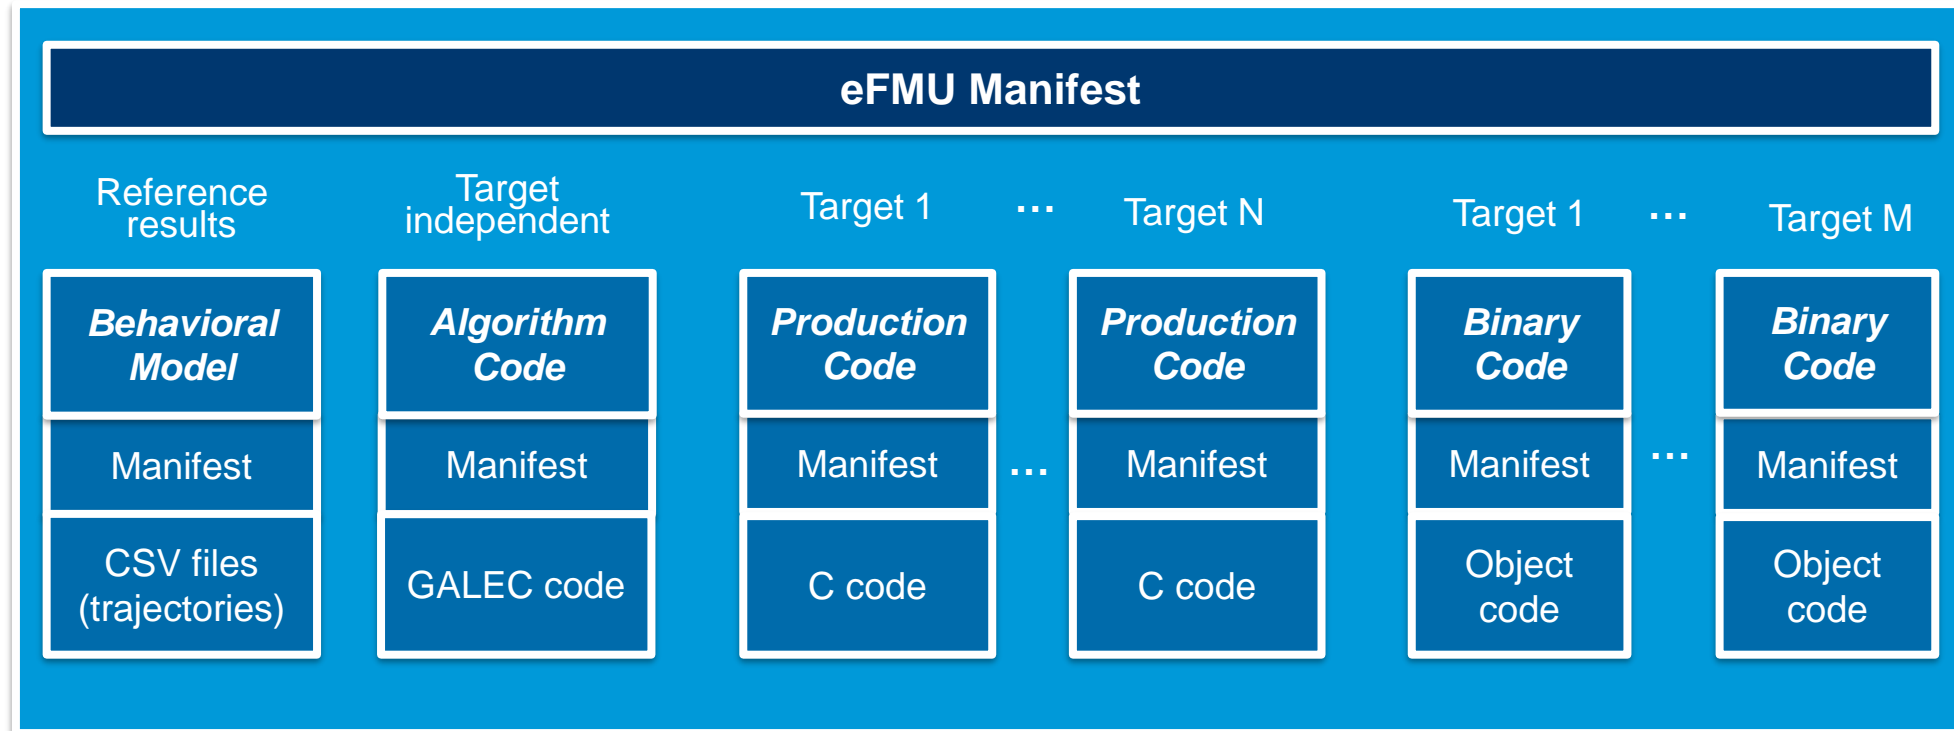 eFMU Manifest
Reference
results
Target
independent
Target 1
...
Target N
Target 1
...
Target M
Behavioral
Model
Algorithm
Code
Production
Code
Production
Code
Binary
Code
Binary
Code
Manifest
Manifest
Manifest
...
Manifest
Manifest
...
Manifest
CSV files
(trajectories)
GALEC code
C code
C code
Object
code
Object
code